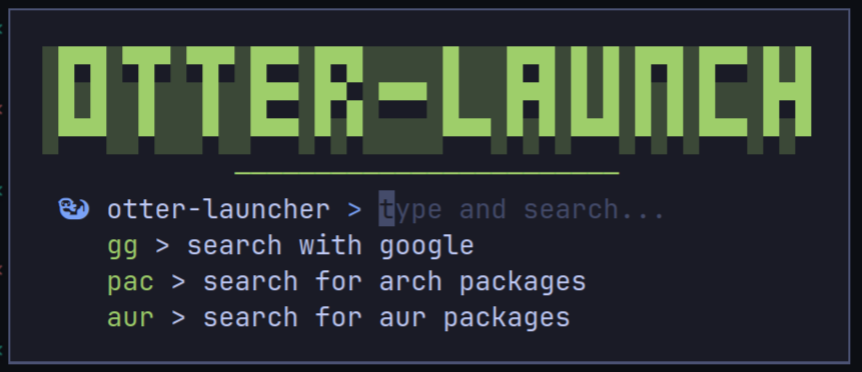 OTTER-LAUNCH
otter-launcher > type and search...
gg > search with google
pac > search for arch packages
aur > search for aur packages